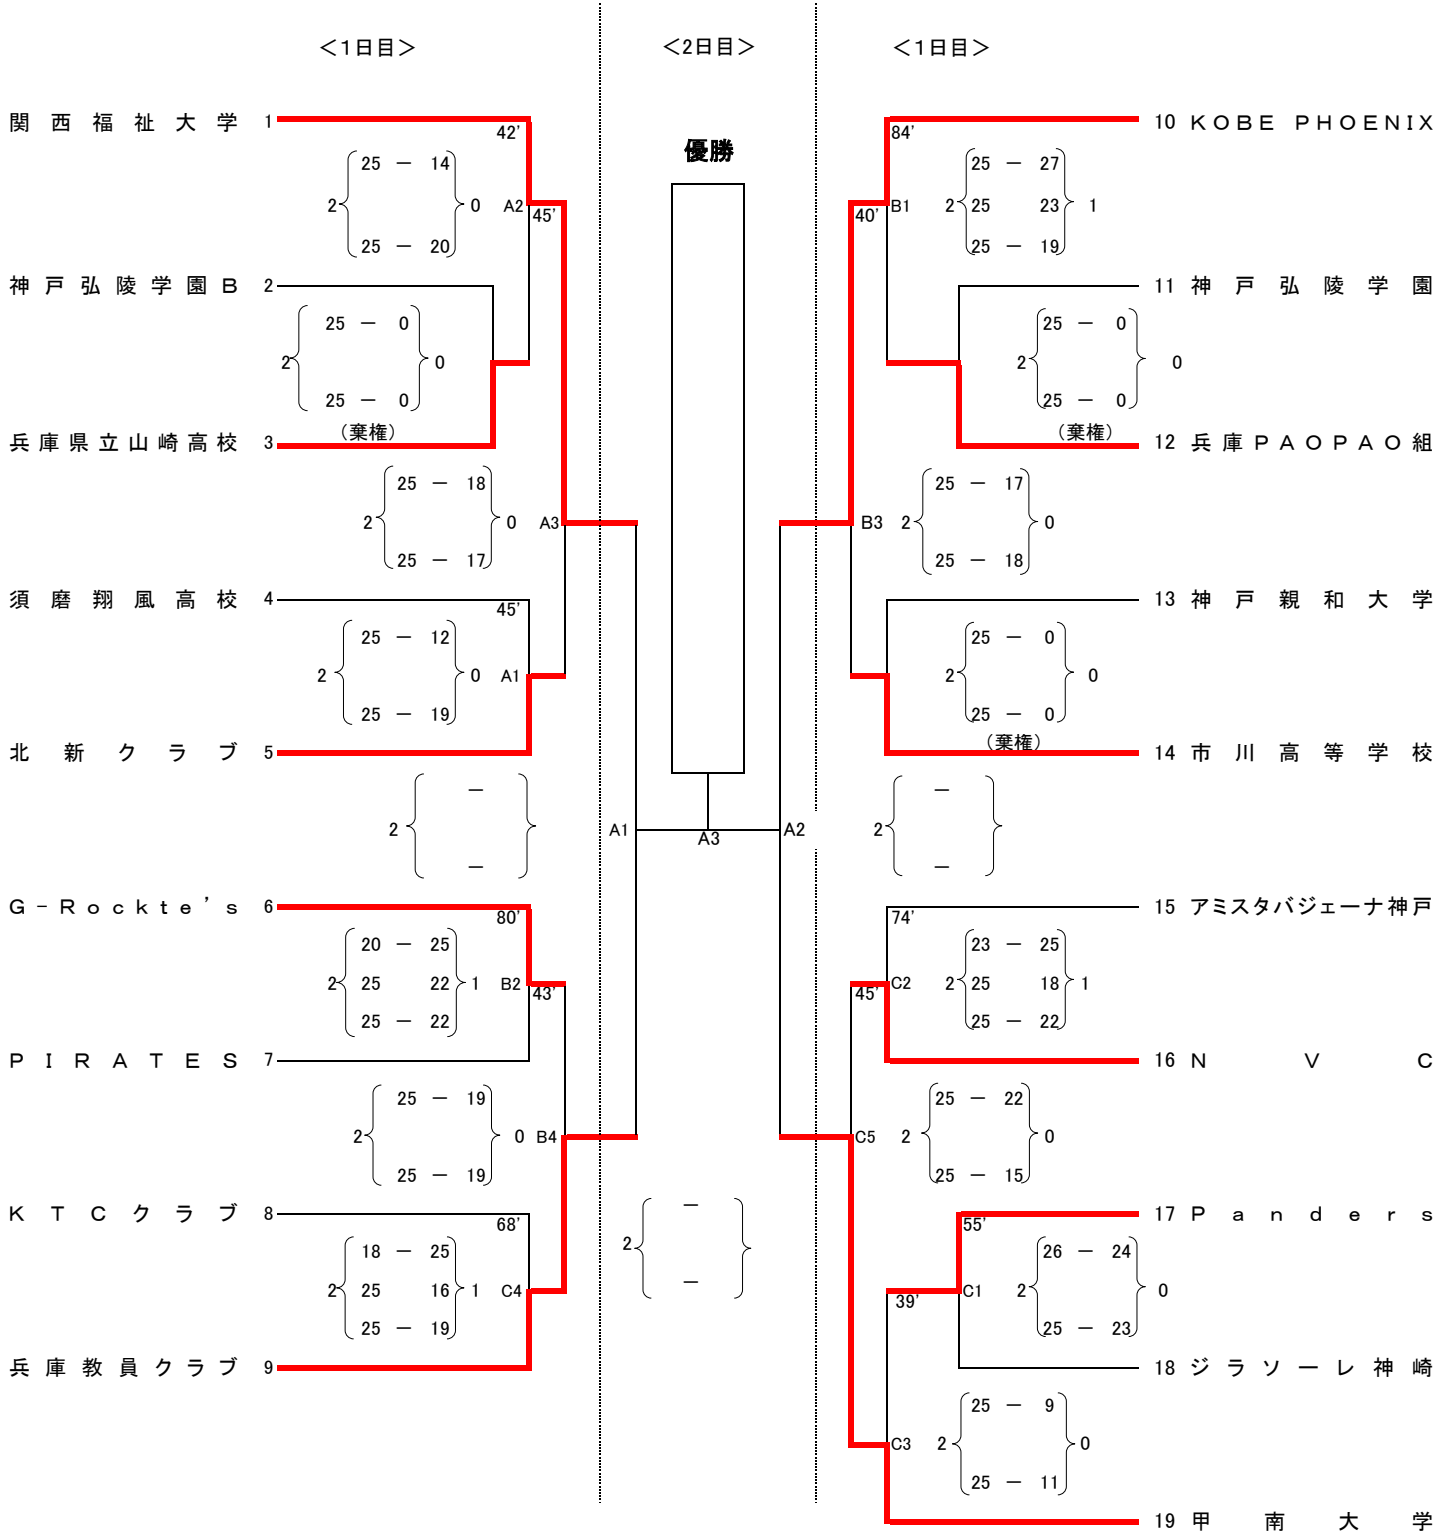 ＜1日目＞ ＜2日目＞ ＜1日目＞
関西福祉大学 1 42' 84' 10 KOBE PHOENIX
優勝
25 － 14 25 － 27
2 0 A2 45' 40' B1 2 25 23 1
25 － 20 25 － 19
神戸弘陵学園B 2 11 神戸弘陵学園
25 － 0 25 － 0
2 0 2 0
25 － 0 25 － 0
（棄権） （棄権）
兵庫県立山崎高校 3 12 兵庫PAOPAO組
25 － 18 25 － 17
2 0 A3 B3 2 0
25 － 17 25 － 18
須磨翔風高校 4 45' 13 神戸親和大学
25 － 12 25 － 0
2 0 A1 2 0
25 － 19 25 － 0
（棄権）
北新クラブ 5 14 市川高等学校
－ －
2 A1 A3 A2 2
－ －
G-Rockte's 6 80' 74' 15 アミスタバジェーナ神戸
20 － 25 23 － 25
2 25 22 1 B2 43' 45' C2 2 25 18 1
25 － 22 25 － 22
PIRATES 7 16 NVC
25 － 19 25 － 22
2 0 B4 C5 2 0
25 － 19 25 － 15
KTCクラブ 8 68' 55' 17 Panders
－
2
－
18 － 25 26 － 24
2 25 16 1 C4 39' C1 2 0
25 － 19 25 － 23
兵庫教員クラブ 9 18 ジラソーレ神崎
25 － 9
C3 2 0
25 － 11
19 甲南大学